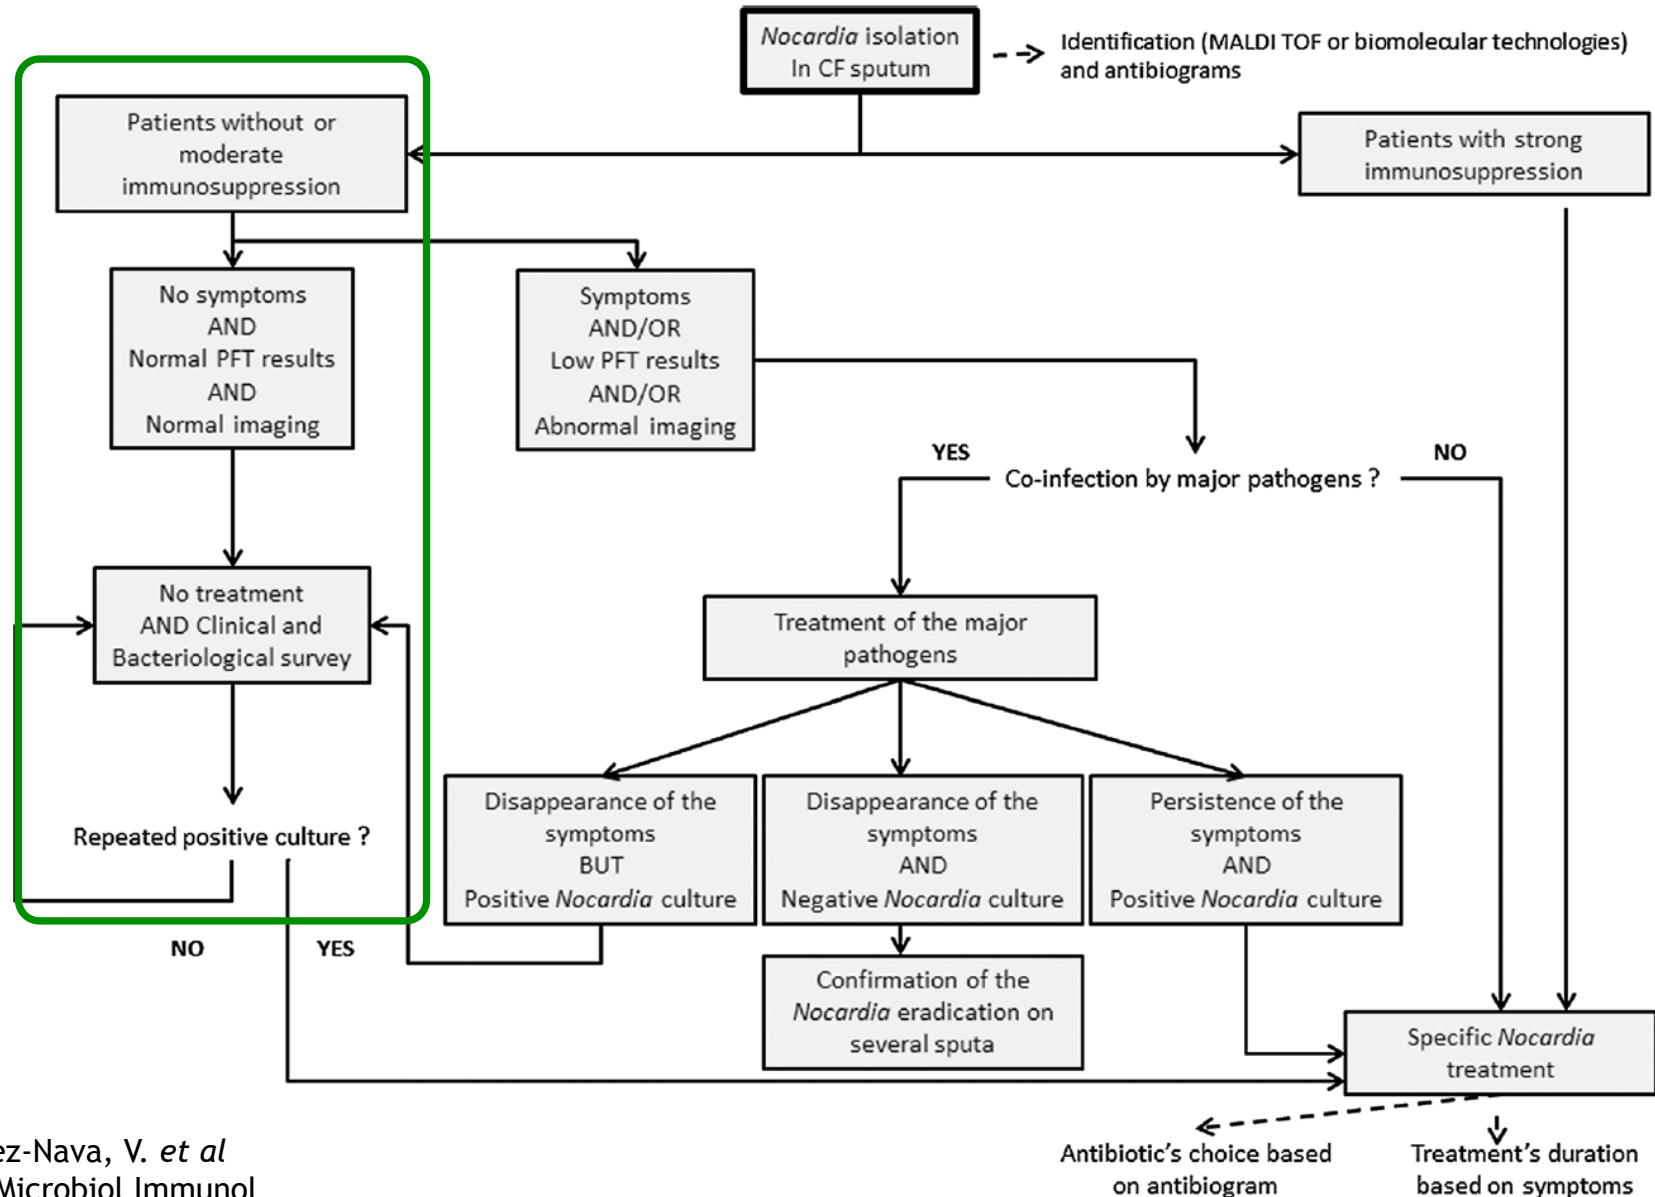 Nocardia isolation
In CF sputum
Identification (MALDI TOF or biomolecular technologies)
and antibiograms
Patients without or
moderate
immunosuppression
Patients with strong
immunosuppression
No symptoms
AND
Normal PFT results
AND
Normal imaging
Symptoms
AND/OR
Low PFT results
AND/OR
Abnormal imaging
YES
NO
Co-infection by major pathogens ?
No treatment
AND Clinical and
Bacteriological survey
Treatment of the major
pathogens
Repeated positive culture ?
Disappearance of the
symptoms
BUT
Positive Nocardia culture
Disappearance of the
symptoms
AND
Negative Nocardia culture
Persistence of the
symptoms
AND
Positive Nocardia culture
NO
YES
Confirmation of the
Nocardia eradication on
several sputa
Specific Nocardia
treatment
Antibiotic's choice based
on antibiogram
Treatment's duration
based on symptoms
ez-Nava, V. et al
Microbiol Immunol